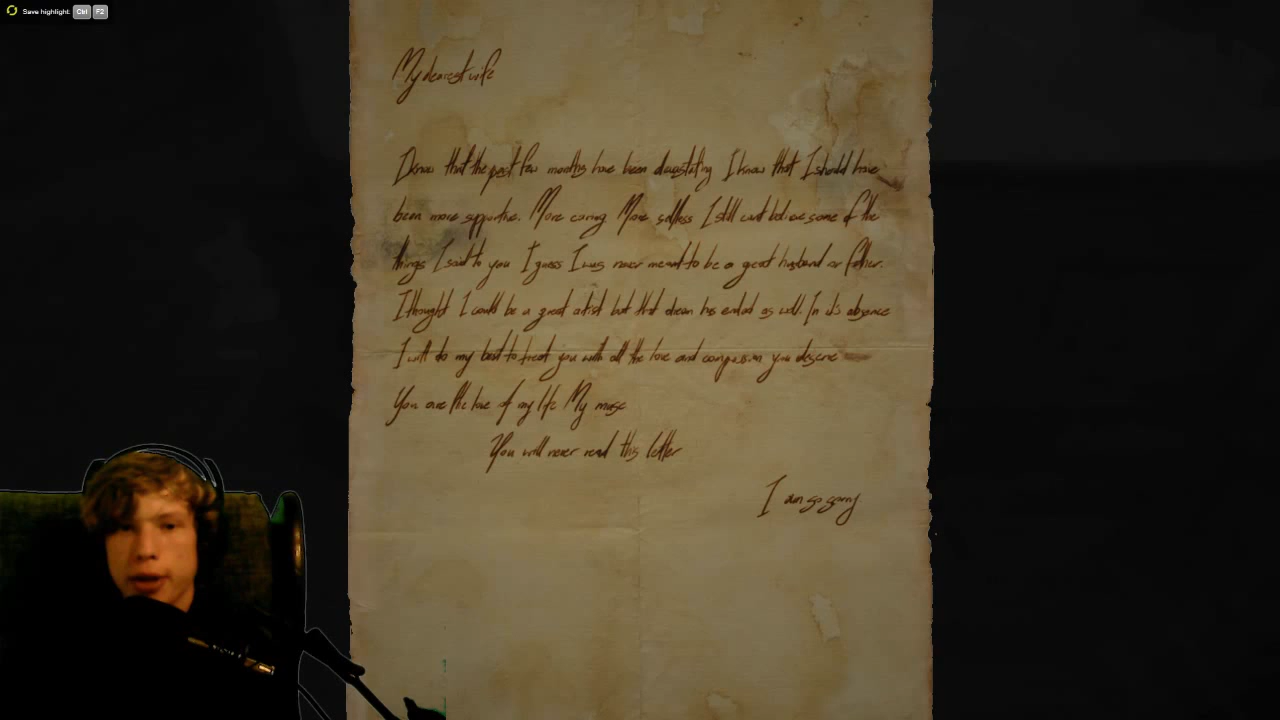 Save highlight: Ctrl F2
My dearest wife
I know that the past few months have been devastating I know that I should have
been more supportive. More caring More selfless I still can't believe some of the
things I said to you I guess I was never meant to be a great husband or father.
I thought I could be a great artist but that dream has ended as well. In it's absence
I will do my best to treat you with all the love and compassion you deserve
You are the love of my life My muse
You will never read this letter
I am so sorry